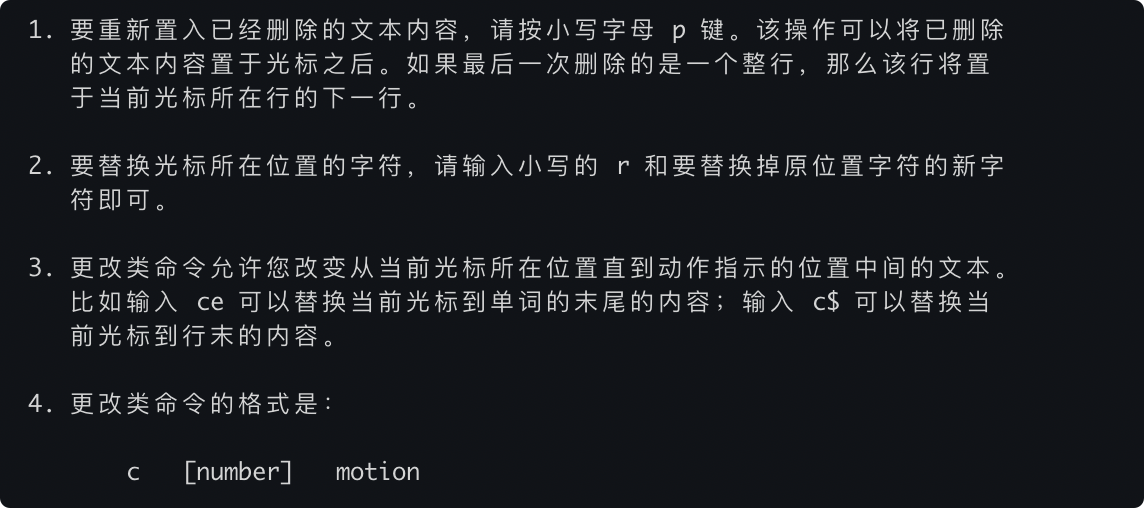 1. 要重新置入已经删除的文本内容，请按小写字母 p 键。该操作可以将已删除
的文本内容置于光标之后。如果最后一次删除的是一个整行，那么该行将置
于当前光标所在行的下一行。
2. 要替换光标所在位置的字符，请输入小写的 r 和要替换掉原位置字符的新字
符即可。
3. 更改类命令允许您改变从当前光标所在位置直到动作指示的位置中间的文本。
比如输入 ce 可以替换当前光标到单词的末尾的内容；输入 c$ 可以替换当
前光标到行末的内容。
4. 更改类命令的格式是：
c [number] motion